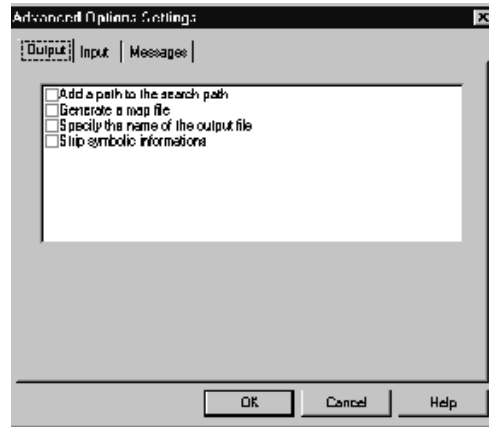 Advanced Options Settings
Output Input Messages
Add a path to the search path
Generate a map file
Specify the name of the output file
Strip symbolic informations
OK Cancel Help